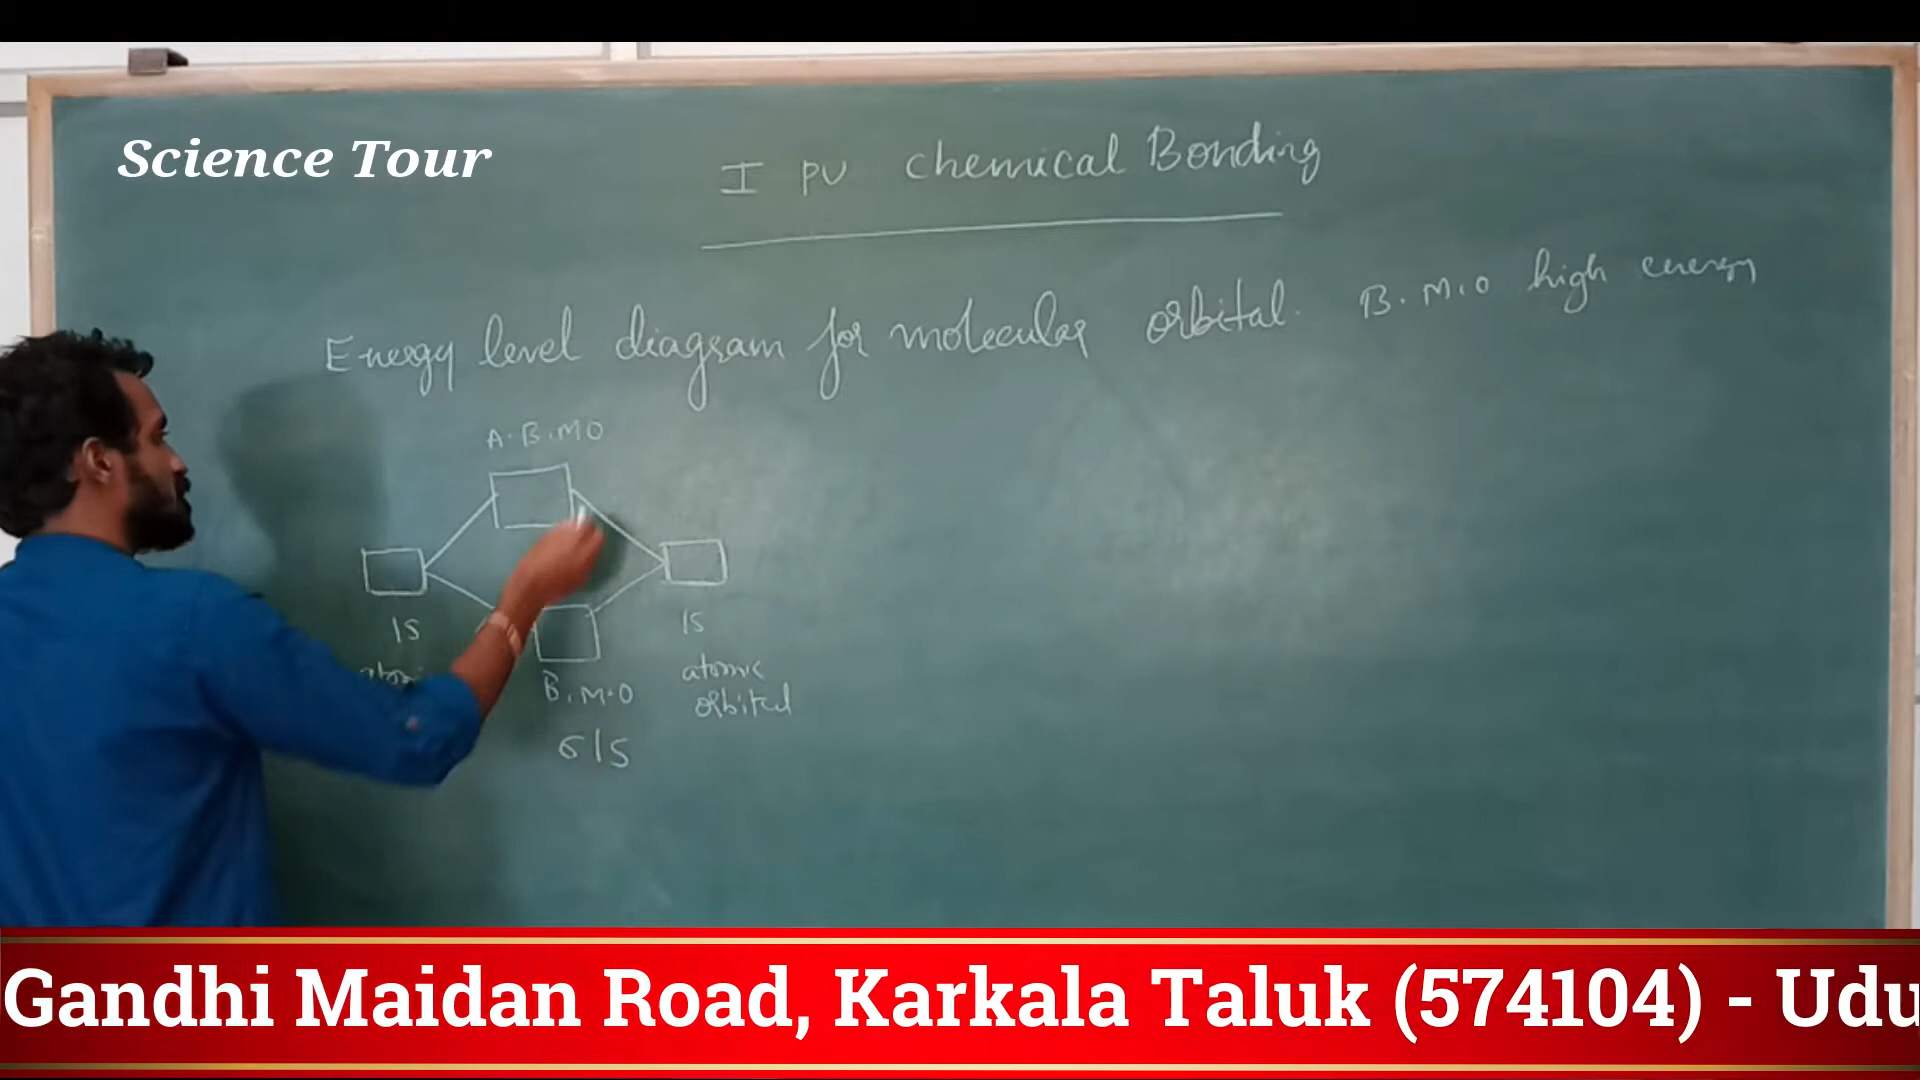 Science Tour
I PU Chemical Bonding
Energy level diagram for molecular orbital. B.M.O high energy
A.B.MO
1S
1S
atomic
orbital
B.M.O
σ1S
Gandhi Maidan Road, Karkala Taluk (574104) - Udu